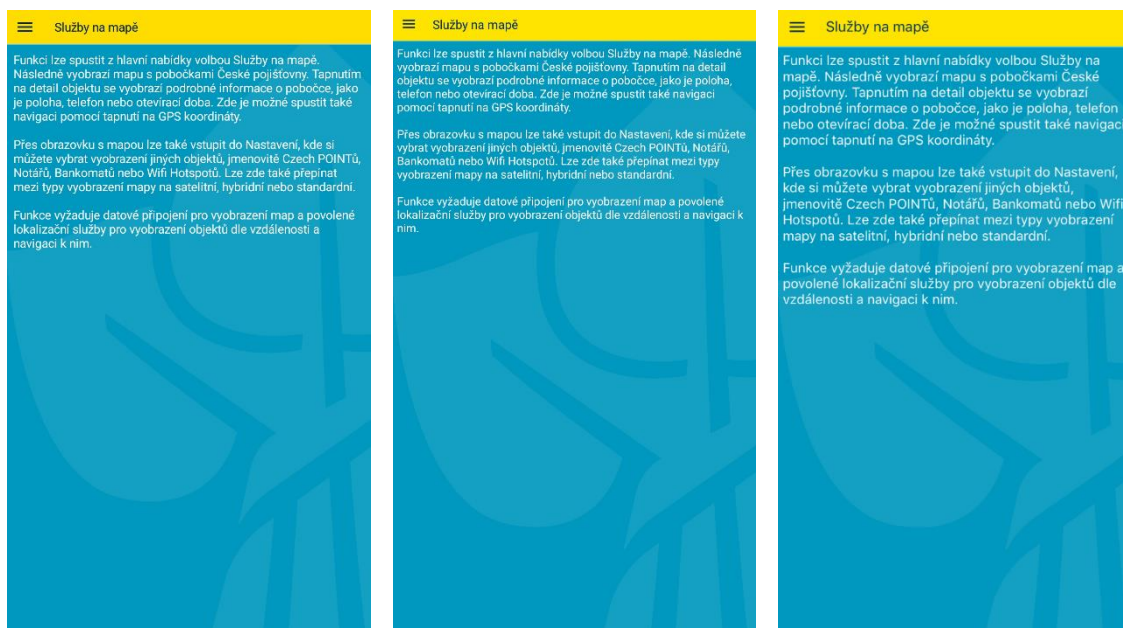 Služby na mapě
Funkci lze spustit z hlavní nabídky volbou Služby na mapě.
Následně vyobrazí mapu s pobočkami České pojišťovny. Tapnutím
na detail objektu se vyobrazí podrobné informace o pobočce, jako
je poloha, telefon nebo otevírací doba. Zde je možné spustit také
navigaci pomocí tapnutí na GPS koordináty.
Přes obrazovku s mapou lze také vstupit do Nastavení, kde si
můžete vybrat vyobrazení jiných objektů, jmenovitě Czech POINTů,
Notářů, Bankomatů nebo Wifi Hotspotů. Lze zde také přepínat
mezi typy vyobrazení mapy na satelitní, hybridní nebo standardní.
Funkce vyžaduje datové připojení pro vyobrazení map a povolené
lokalizační služby pro vyobrazení objektů dle vzdálenosti a
navigaci k nim.
Služby na mapě
Funkci lze spustit z hlavní nabídky volbou Služby na mapě. Následně
vyobrazí mapu s pobočkami České pojišťovny. Tapnutím na detail
objektu se vyobrazí podrobné informace o pobočce, jako je poloha,
telefon nebo otevírací doba. Zde je možné spustit také navigaci
pomocí tapnutí na GPS koordináty.
Přes obrazovku s mapou lze také vstupit do Nastavení, kde si můžete
vybrat vyobrazení jiných objektů, jmenovitě Czech POINTů, Notářů,
Bankomatů nebo Wifi Hotspotů. Lze zde také přepínat mezi typy
vyobrazení mapy na satelitní, hybridní nebo standardní.
Funkce vyžaduje datové připojení pro vyobrazení map a povolené
lokalizační služby pro vyobrazení objektů dle vzdálenosti a navigaci k
nim.
Služby na mapě
Funkci lze spustit z hlavní nabídky volbou Služby na
mapě. Následně vyobrazí mapu s pobočkami České
pojišťovny. Tapnutím na detail objektu se vyobrazí
podrobné informace o pobočce, jako je poloha, telefon
nebo otevírací doba. Zde je možné spustit také navigaci
pomocí tapnutí na GPS koordináty.
Přes obrazovku s mapou lze také vstupit do Nastavení,
kde si můžete vybrat vyobrazení jiných objektů,
jmenovitě Czech POINTů, Notářů, Bankomatů nebo Wifi
Hotspotů. Lze zde také přepínat mezi typy vyobrazení
mapy na satelitní, hybridní nebo standardní.
Funkce vyžaduje datové připojení pro vyobrazení map a
povolené lokalizační služby pro vyobrazení objektů dle
vzdálenosti a navigaci k nim.